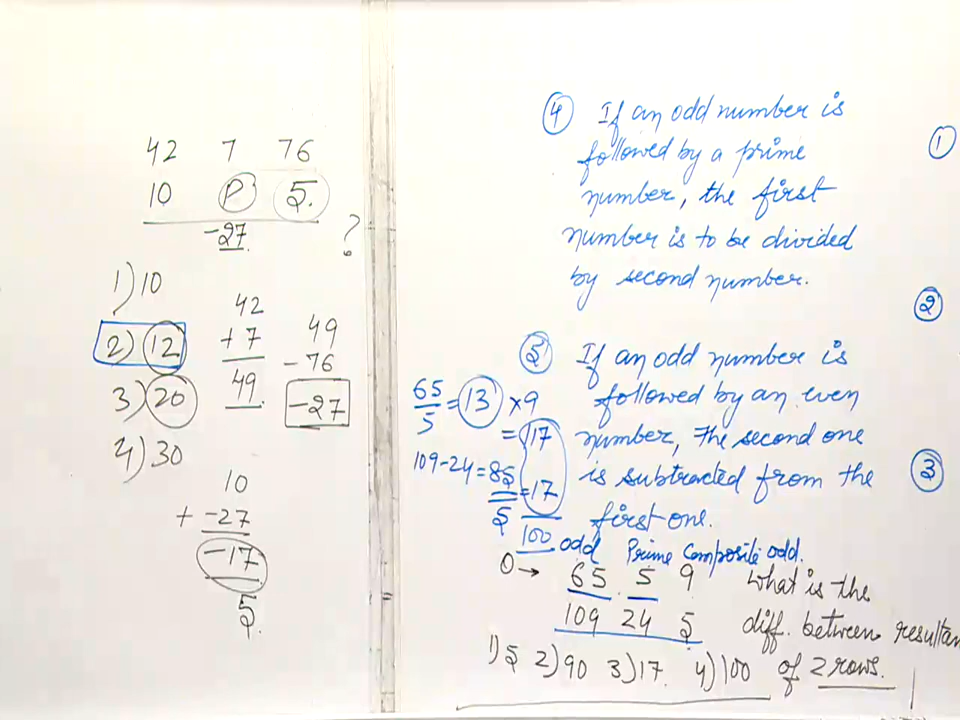 42 7 76
10 P 5.
-27
?
1) 10
2) 12
3) 20
4) 30
42
+7
49
49
-76
-27
10
+ -27
-17
5.
4 If an odd number is
followed by a prime
number, the first
number is to be divided
by second number.
5 If an odd number is
followed by an even
number, the second one
is subtracted from the
first one.
65/5 = 13 × 9
= 117
109-24 = 85/5 = 17
100
odd Prime Composite odd.
0→ 65 5 9
109 24 5
What is the
diff. between resultan
of 2 rows.
1) 5 2) 90 3) 17 4) 100
1
2
3